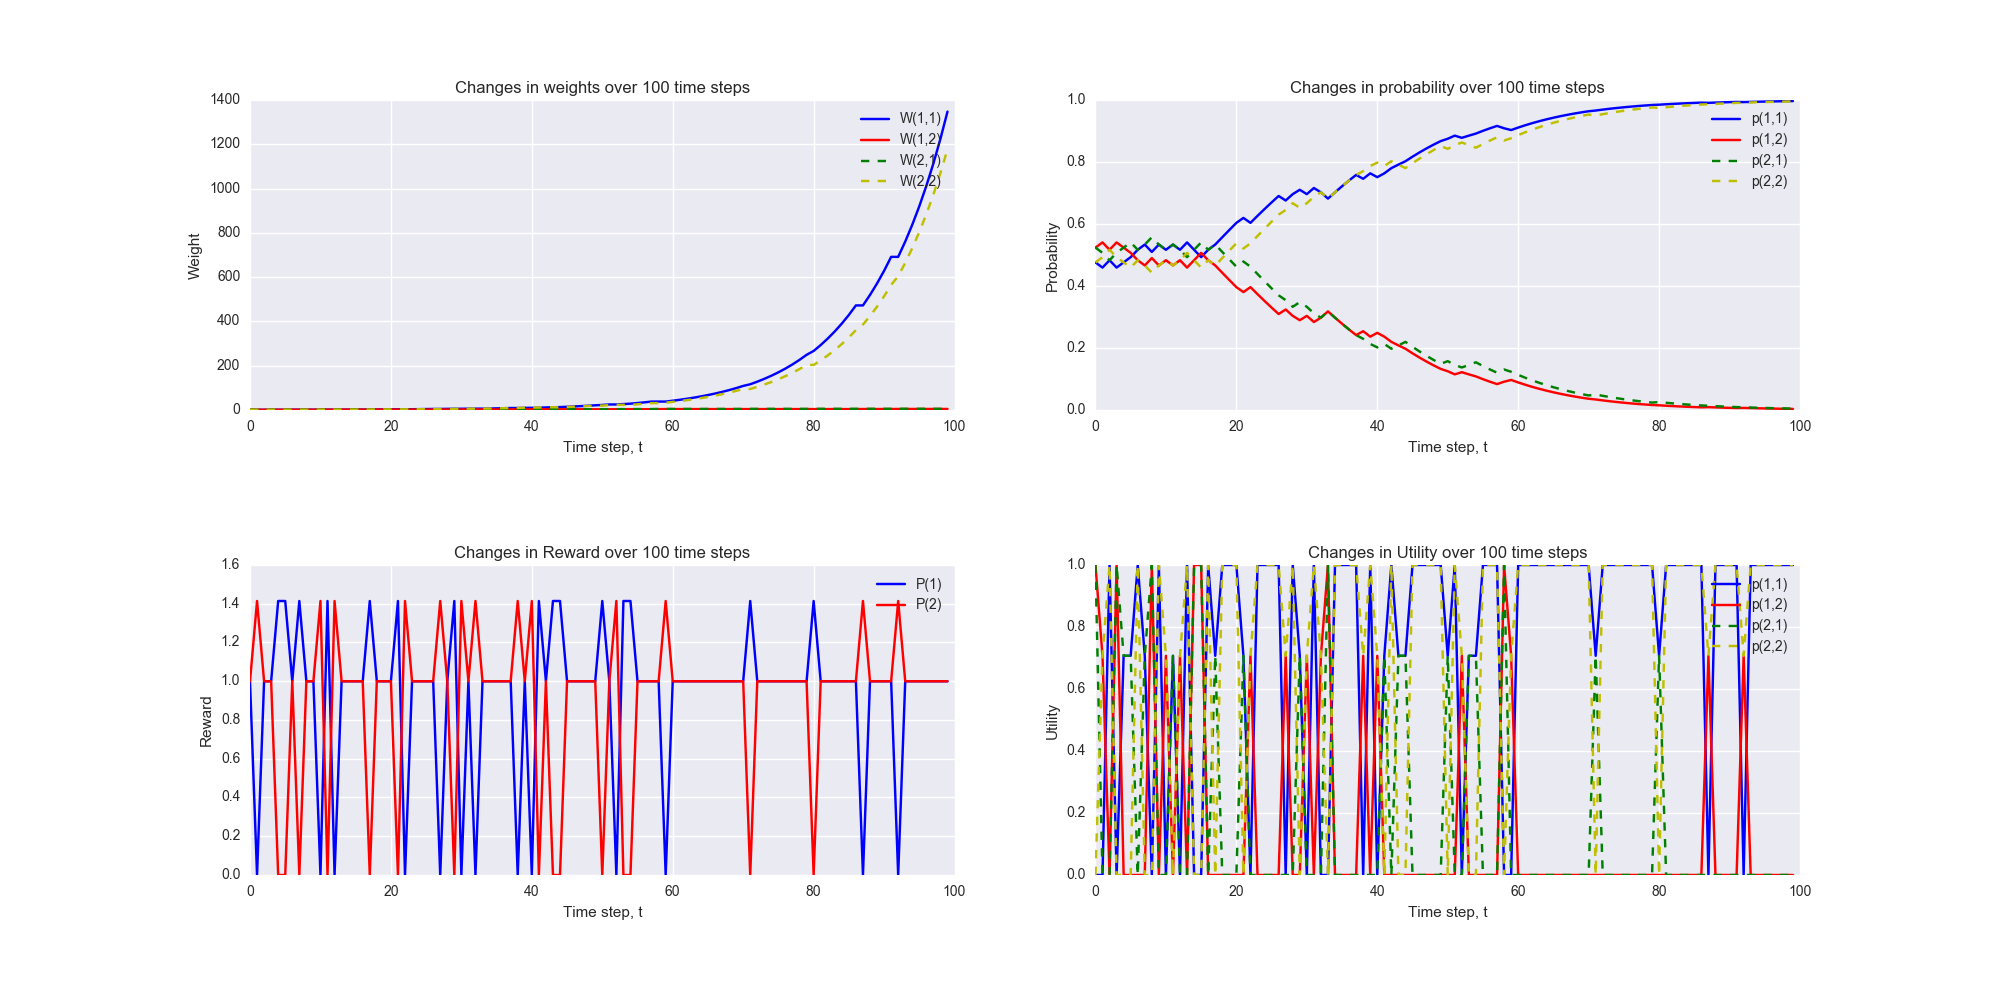 Changes in weights over 100 time steps
1400
1200
1000
800
600
400
200
0
Weight
0 20 40 60 80 100
Time step, t
W(1,1)
W(1,2)
W(2,1)
W(2,2)
Changes in probability over 100 time steps
1.0
0.8
0.6
0.4
0.2
0.0
Probability
0 20 40 60 80 100
Time step, t
p(1,1)
p(1,2)
p(2,1)
p(2,2)
Changes in Reward over 100 time steps
1.6
1.4
1.2
1.0
0.8
0.6
0.4
0.2
0.0
Reward
0 20 40 60 80 100
Time step, t
P(1)
P(2)
Changes in Utility over 100 time steps
1.0
0.8
0.6
0.4
0.2
0.0
Utility
0 20 40 60 80 100
Time step, t
p(1,1)
p(1,2)
p(2,1)
p(2,2)